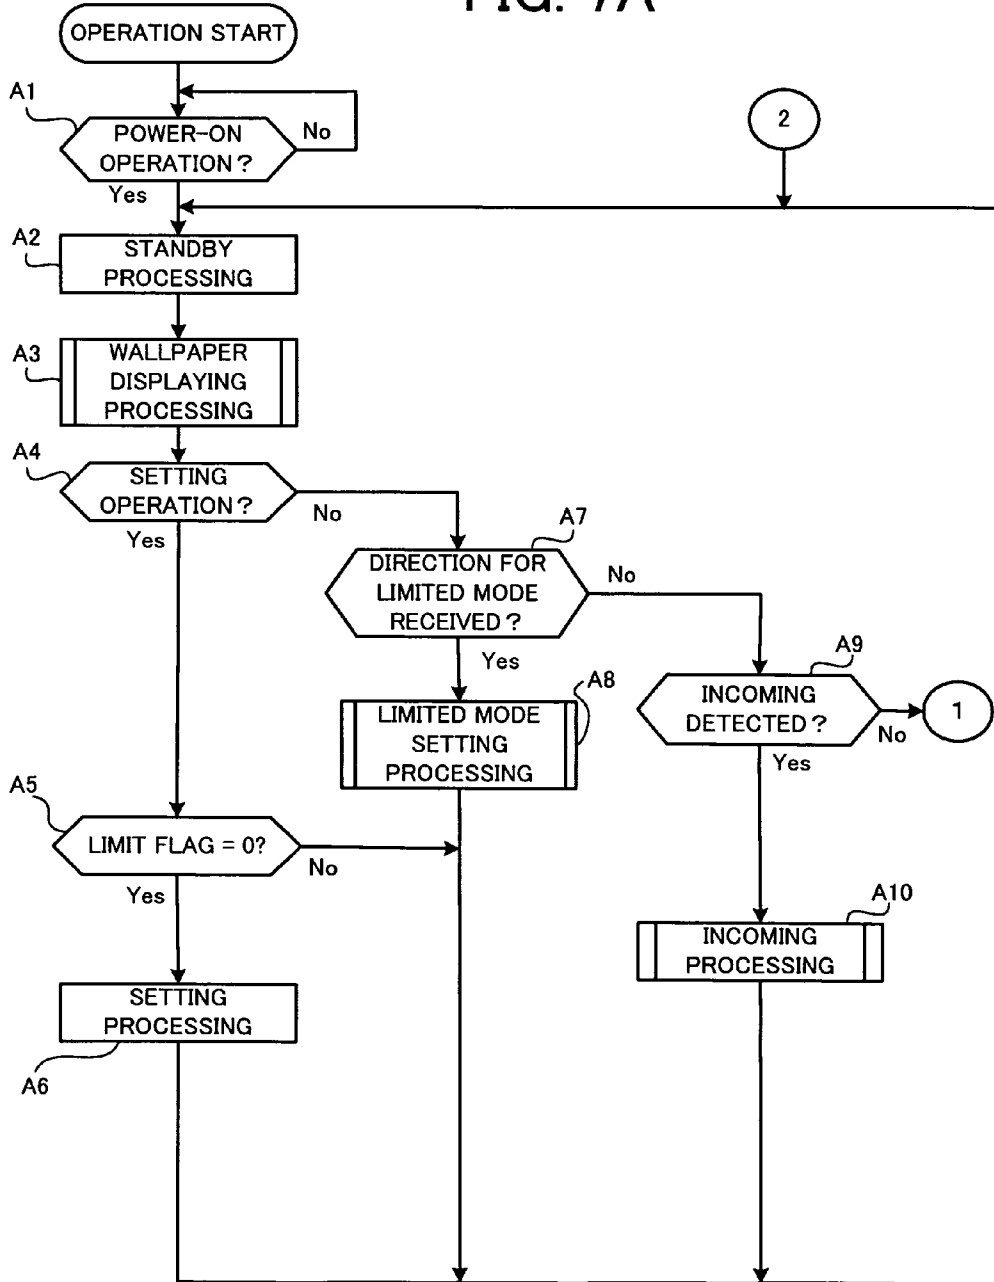 FIG. 7A
OPERATION START
A1
POWER-ON
OPERATION?
No
Yes
2
A2
STANDBY
PROCESSING
A3
WALLPAPER
DISPLAYING
PROCESSING
A4
SETTING
OPERATION?
No
Yes
A7
DIRECTION FOR
LIMITED MODE
RECEIVED?
No
Yes
A9
INCOMING
DETECTED?
No
1
Yes
A8
LIMITED MODE
SETTING
PROCESSING
A5
LIMIT FLAG = 0?
No
Yes
A10
INCOMING
PROCESSING
SETTING
PROCESSING
A6